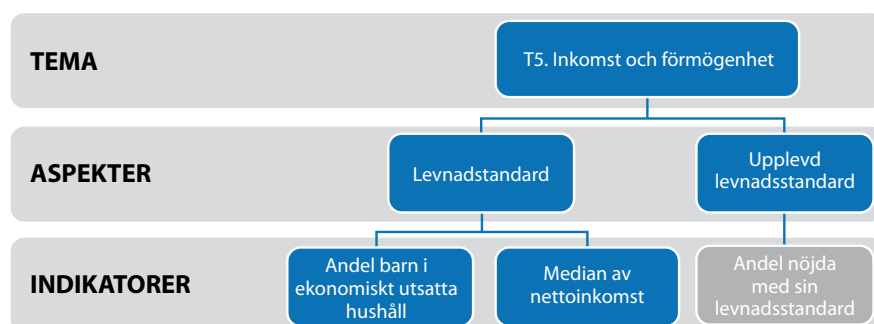 TEMA
T5. Inkomst och förmögenhet
ASPEKTER
Levnadstandard
Upplevd
levnadsstandard
INDIKATORER
Andel barn i
ekonomiskt utsatta
hushåll
Median av
nettoinkomst
Andel nöjda
med sin
levnadsstandard